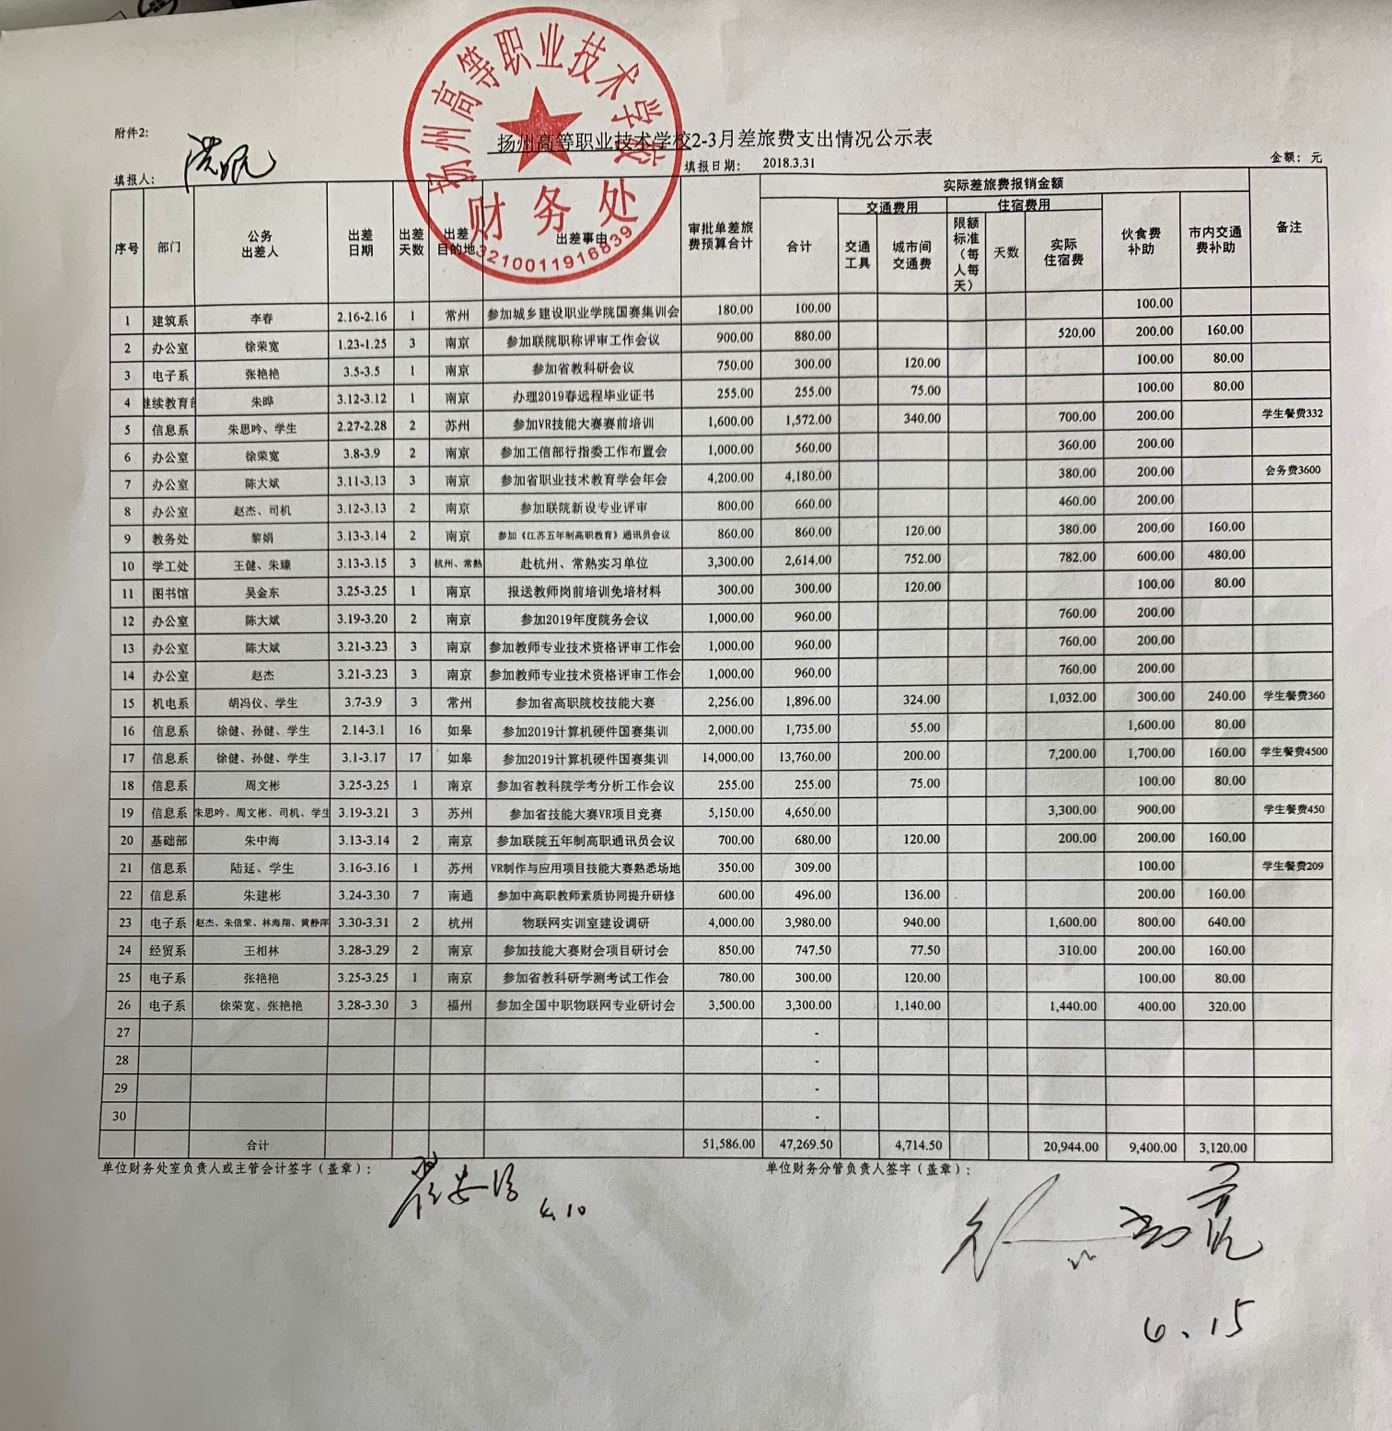 扬州高等职业技术学校
财务处
3210011916839
附件2:
扬州高等职业技术学校2-3月差旅费支出情况公示表
填报人:
填报日期: 2018.3.31
金额: 元
序号 部门 公务出差人 出差日期 出差天数 出差目的地 出差事由 审批单差旅费预算合计 实际差旅费报销金额 备注
合计 交通费用 住宿费用 伙食费补助 市内交通费补助
交通工具 城市间交通费 限额标准(每人每天) 天数 实际住宿费
1 建筑系 李春 2.16-2.16 1 常州 参加城乡建设职业学院国赛集训会 180.00 100.00 100.00
2 办公室 徐荣宽 1.23-1.25 3 南京 参加联院职称评审工作会议 900.00 880.00 520.00 200.00 160.00
3 电子系 张艳艳 3.5-3.5 1 南京 参加省教科研会议 750.00 300.00 120.00 100.00 80.00
4 继续教育部 朱晔 3.12-3.12 1 南京 办理2019春远程毕业证书 255.00 255.00 75.00 100.00 80.00
5 信息系 朱思吟、学生 2.27-2.28 2 苏州 参加VR技能大赛赛前培训 1,600.00 1,572.00 340.00 700.00 200.00 学生餐费332
6 办公室 徐荣宽 3.8-3.9 2 南京 参加工信部行指委工作布置会 1,000.00 560.00 360.00 200.00
7 办公室 陈大斌 3.11-3.13 3 南京 参加省职业技术教育学会年会 4,200.00 4,180.00 380.00 200.00 会务费3600
8 办公室 赵杰、司机 3.12-3.13 2 南京 参加联院新设专业评审 800.00 660.00 460.00 200.00
9 教务处 黎娟 3.13-3.14 2 南京 参加《江苏五年制高职教育》通讯员会议 860.00 860.00 120.00 380.00 200.00 160.00
10 学工处 王健、朱臻 3.13-3.15 3 杭州、常熟 赴杭州、常熟实习单位 3,300.00 2,614.00 752.00 782.00 600.00 480.00
11 图书馆 吴金东 3.25-3.25 1 南京 报送教师岗前培训免培材料 300.00 300.00 120.00 100.00 80.00
12 办公室 陈大斌 3.19-3.20 2 南京 参加2019年度院务会议 1,000.00 960.00 760.00 200.00
13 办公室 陈大斌 3.21-3.23 3 南京 参加教师专业技术资格评审工作会 1,000.00 960.00 760.00 200.00
14 办公室 赵杰 3.21-3.23 3 南京 参加教师专业技术资格评审工作会 1,000.00 960.00 760.00 200.00
15 机电系 胡冯仪、学生 3.7-3.9 3 常州 参加省高职院校技能大赛 2,256.00 1,896.00 324.00 1,032.00 300.00 240.00 学生餐费360
16 信息系 徐健、孙健、学生 2.14-3.1 16 如皋 参加2019计算机硬件国赛集训 2,000.00 1,735.00 55.00 1,600.00 80.00
17 信息系 徐健、孙健、学生 3.1-3.17 17 如皋 参加2019计算机硬件国赛集训 14,000.00 13,760.00 200.00 7,200.00 1,700.00 160.00 学生餐费4500
18 信息系 周文彬 3.25-3.25 1 南京 参加省教科院学考分析工作会议 255.00 255.00 75.00 100.00 80.00
19 信息系 朱思吟、周文彬、司机、学生 3.19-3.21 3 苏州 参加省技能大赛VR项目竞赛 5,150.00 4,650.00 3,300.00 900.00 学生餐费450
20 基础部 朱中海 3.13-3.14 2 南京 参加联院五年制高职通讯员会议 700.00 680.00 120.00 200.00 200.00 160.00
21 信息系 陆延、学生 3.16-3.16 1 苏州 VR制作与应用项目技能大赛熟悉场地 350.00 309.00 100.00 学生餐费209
22 信息系 朱建彬 3.24-3.30 7 南通 参加中高职教师素质协同提升研修 600.00 496.00 136.00 200.00 160.00
23 电子系 赵杰、朱信荣、林海翔、黄静萍 3.30-3.31 2 杭州 物联网实训室建设调研 4,000.00 3,980.00 940.00 1,600.00 800.00 640.00
24 经贸系 王相林 3.28-3.29 2 南京 参加技能大赛财会项目研讨会 850.00 747.50 77.50 310.00 200.00 160.00
25 电子系 张艳艳 3.25-3.25 1 南京 参加省教科研学测考试工作会 780.00 300.00 120.00 100.00 80.00
26 电子系 徐荣宽、张艳艳 3.28-3.30 3 福州 参加全国中职物联网专业研讨会 3,500.00 3,300.00 1,140.00 1,440.00 400.00 320.00
27 -
28 -
29 -
30 -
合计 51,586.00 47,269.50 4,714.50 20,944.00 9,400.00 3,120.00
单位财务处室负责人或主管会计签字(盖章): 单位财务分管负责人签字(盖章):
4.10
6.15